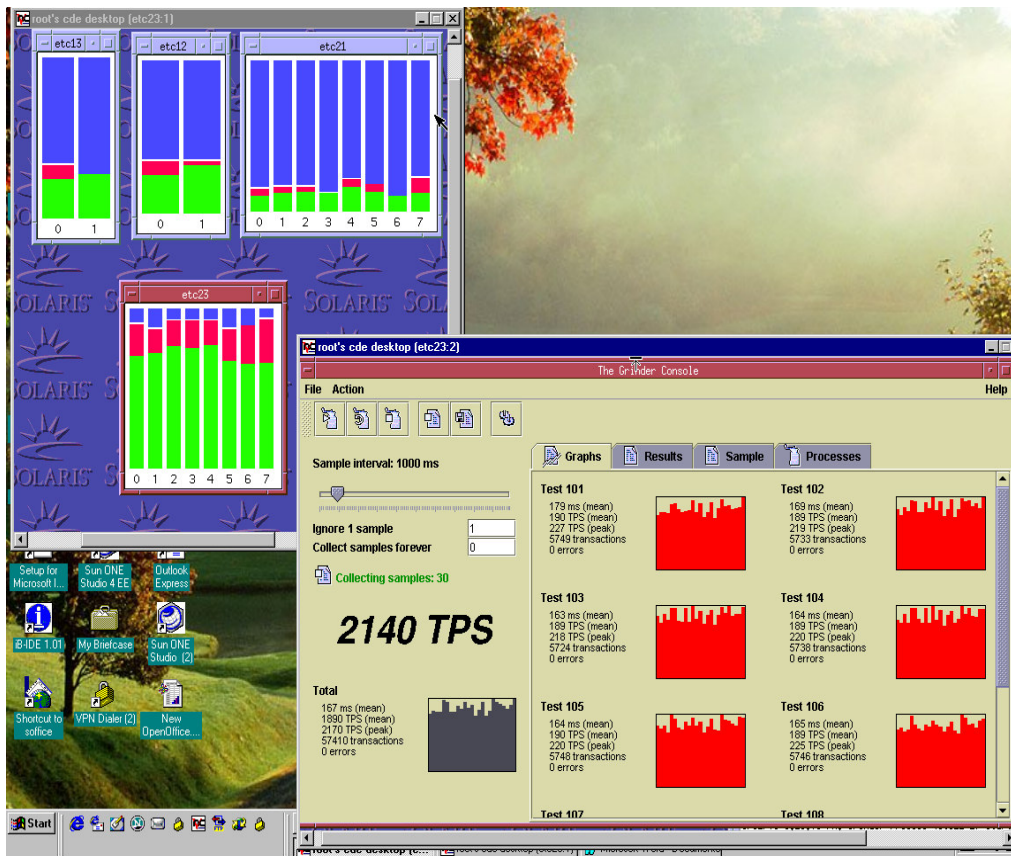 root's cde desktop (etc23:1)
etc13
etc12
etc21
0 1
0 1
0 1 2 3 4 5 6 7
SOLARIS
SOLARIS
etc23
0 1 2 3 4 5 6 7
root's cde desktop (etc23:2)
The Grinder Console
File Action Help
Sample interval: 1000 ms
Ignore 1 sample 1
Collect samples forever 0
Collecting samples: 30
2140 TPS
Total
167 ms (mean)
1890 TPS (mean)
2170 TPS (peak)
57410 transactions
0 errors
Graphs Results Sample Processes
Test 101
179 ms (mean)
190 TPS (mean)
227 TPS (peak)
5749 transactions
0 errors
Test 102
169 ms (mean)
189 TPS (mean)
219 TPS (peak)
5733 transactions
0 errors
Test 103
163 ms (mean)
189 TPS (mean)
218 TPS (peak)
5724 transactions
0 errors
Test 104
164 ms (mean)
189 TPS (mean)
220 TPS (peak)
5738 transactions
0 errors
Test 105
164 ms (mean)
190 TPS (mean)
220 TPS (peak)
5748 transactions
0 errors
Test 106
165 ms (mean)
189 TPS (mean)
225 TPS (peak)
5746 transactions
0 errors
Test 107
Test 108
Setup for
Microsoft I...
Sun ONE
Studio 4 EE
Outlook
Express
iB-IDE 1.01
My Briefcase
Sun ONE
Studio (2)
Shortcut to
soffice
VPN Dialer (2)
New
OpenOffice....
Start